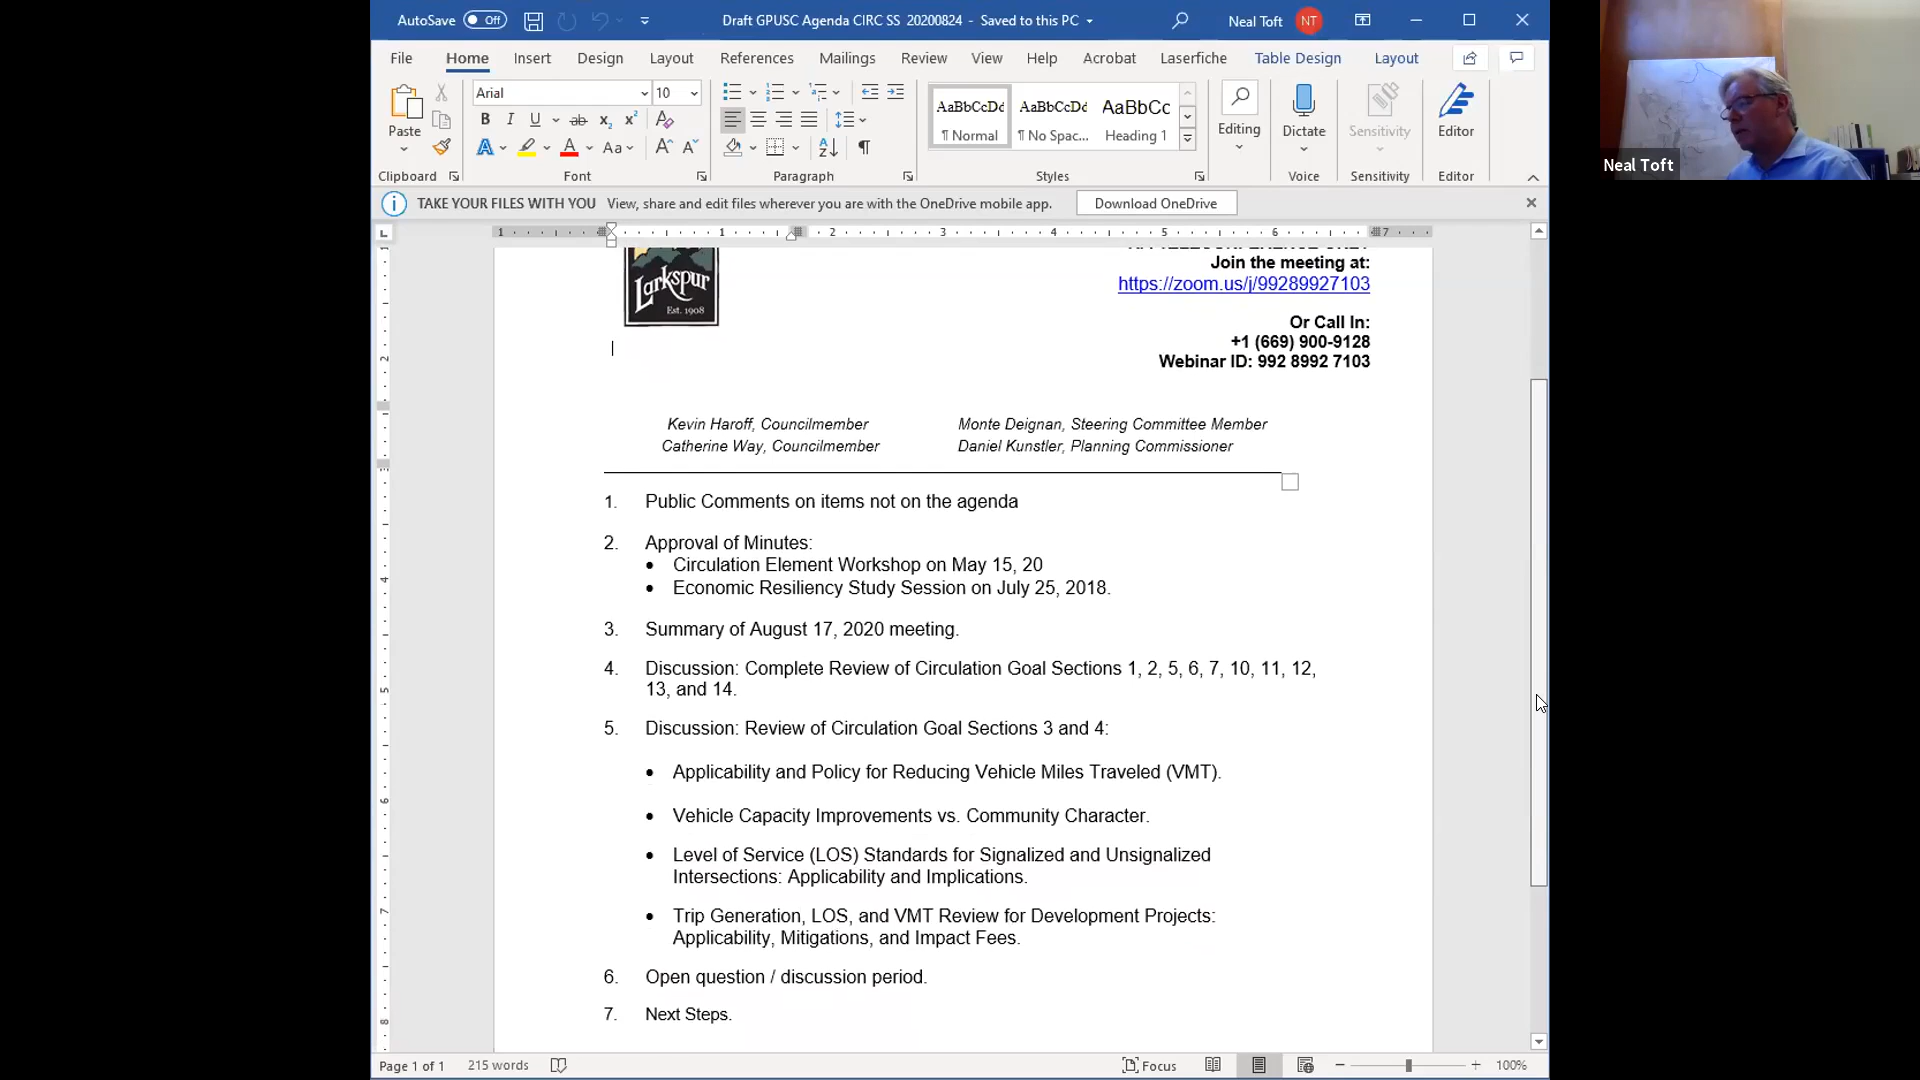 AutoSave Off Draft GPUSC Agenda CIRC SS 20200824 - Saved to this PC Neal Toft NT
File Home Insert Design Layout References Mailings Review View Help Acrobat Laserfiche Table Design Layout
Paste Arial 10 AaBbCcDd AaBbCcDd AaBbCc Editing Dictate Sensitivity Editor
¶ Normal ¶ No Spac... Heading 1
Clipboard Font Paragraph Styles Voice Sensitivity Editor
TAKE YOUR FILES WITH YOU View, share and edit files wherever you are with the OneDrive mobile app. Download OneDrive
Larkspur
Est. 1908
Join the meeting at:
https://zoom.us/j/99289927103
Or Call In:
+1 (669) 900-9128
Webinar ID: 992 8992 7103
Kevin Haroff, Councilmember Monte Deignan, Steering Committee Member
Catherine Way, Councilmember Daniel Kunstler, Planning Commissioner
1. Public Comments on items not on the agenda
2. Approval of Minutes:
• Circulation Element Workshop on May 15, 20
• Economic Resiliency Study Session on July 25, 2018.
3. Summary of August 17, 2020 meeting.
4. Discussion: Complete Review of Circulation Goal Sections 1, 2, 5, 6, 7, 10, 11, 12,
13, and 14.
5. Discussion: Review of Circulation Goal Sections 3 and 4:
• Applicability and Policy for Reducing Vehicle Miles Traveled (VMT).
• Vehicle Capacity Improvements vs. Community Character.
• Level of Service (LOS) Standards for Signalized and Unsignalized
Intersections: Applicability and Implications.
• Trip Generation, LOS, and VMT Review for Development Projects:
Applicability, Mitigations, and Impact Fees.
6. Open question / discussion period.
7. Next Steps.
Page 1 of 1 215 words Focus 100%
Neal Toft